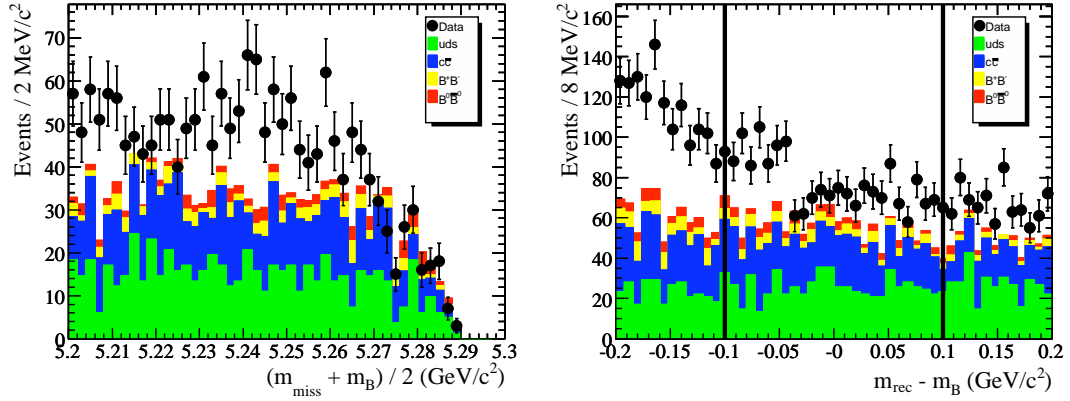 Events / 2 MeV/c²
70
60
50
40
30
20
10
0
5.2 5.21 5.22 5.23 5.24 5.25 5.26 5.27 5.28 5.29 5.3
(m_miss + m_B) / 2 (GeV/c²)
Data
uds
cc̅
B⁺B⁻
B⁰B̅⁰
Events / 8 MeV/c²
160
140
120
100
80
60
40
20
0
-0.2 -0.15 -0.1 -0.05 -0 0.05 0.1 0.15 0.2
m_rec - m_B (GeV/c²)
Data
uds
cc̅
B⁺B⁻
B⁰B̅⁰